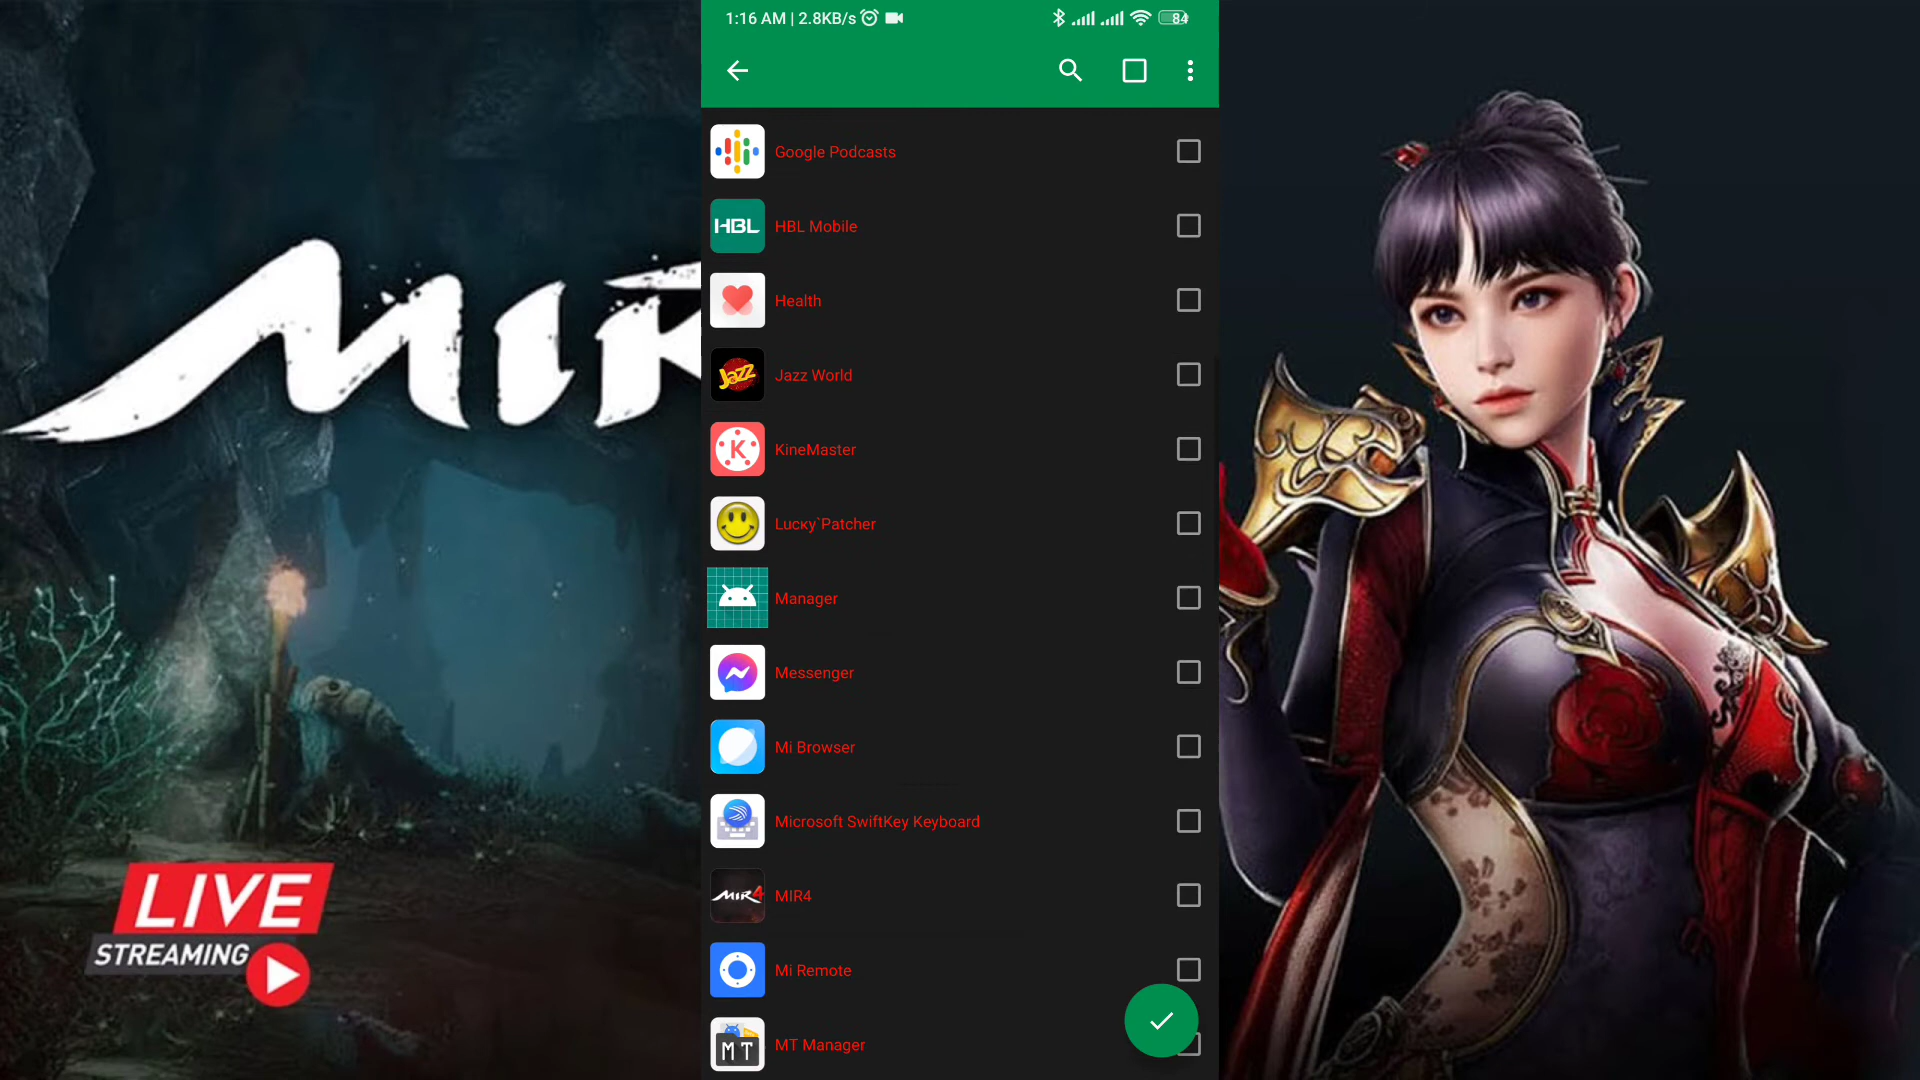 1:16 AM | 2.8KB/s
84
Google Podcasts
HBL
HBL Mobile
Health
Jazz
Jazz World
K
KineMaster
Lucкy`Patcher
Manager
Messenger
Mi Browser
Microsoft SwiftKey Keyboard
MIR4
MIR4
Mi Remote
MT
MT Manager
MIR
LIVE
STREAMING